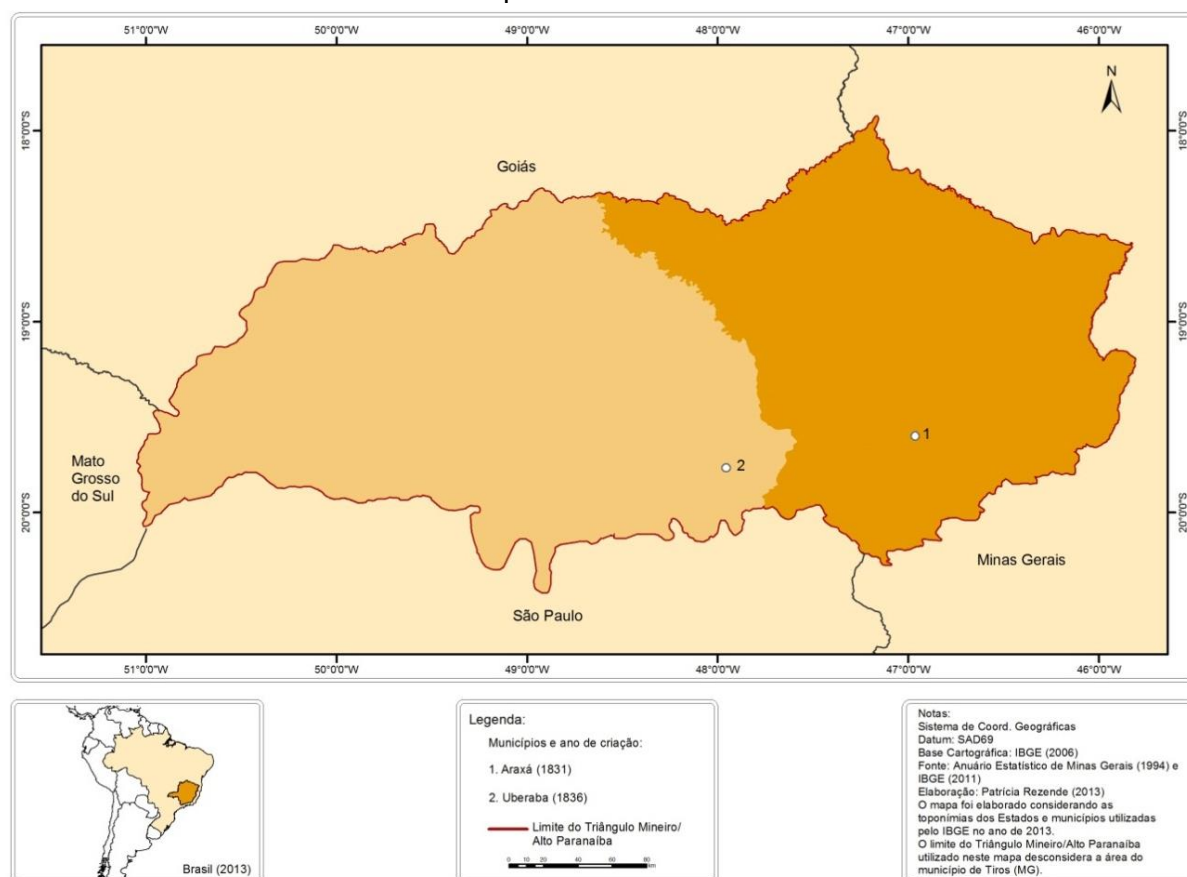 51°0'0"W 50°0'0"W 49°0'0"W 48°0'0"W 47°0'0"W 46°0'0"W
N
18°0'0"S 18°0'0"S
Goiás
19°0'0"S 19°0'0"S
1
Mato
Grosso
do Sul
2
20°0'0"S 20°0'0"S
Minas Gerais
São Paulo
51°0'0"W 50°0'0"W 49°0'0"W 48°0'0"W 47°0'0"W 46°0'0"W
Brasil (2013)
Legenda:
Municípios e ano de criação:
1. Araxá (1831)
2. Uberaba (1836)
Limite do Triângulo Mineiro/
Alto Paranaíba
0 10 20 40 60 80
Notas:
Sistema de Coord. Geográficas
Datum: SAD69
Base Cartográfica: IBGE (2006)
Fonte: Anuário Estatístico de Minas Gerais (1994) e
IBGE (2011)
Elaboração: Patrícia Rezende (2013)
O mapa foi elaborado considerando as
toponímias dos Estados e municípios utilizadas
pelo IBGE no ano de 2013.
O limite do Triângulo Mineiro/Alto Paranaíba
utilizado neste mapa desconsidera a área do
município de Tiros (MG).